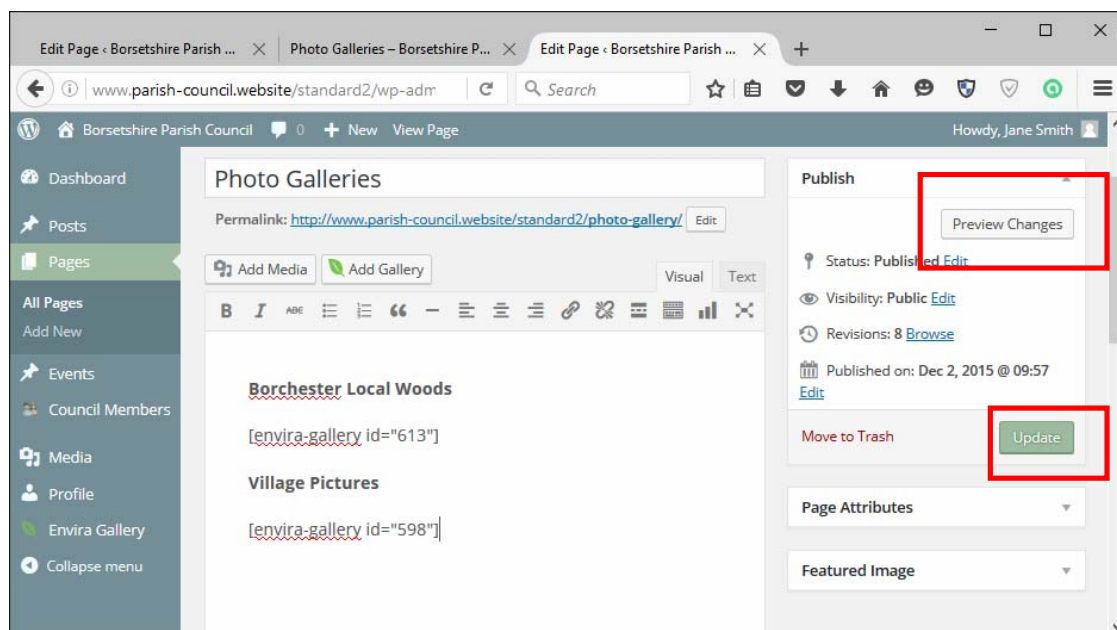 Edit Page ‹ Borsetshire Parish ...
Photo Galleries – Borsetshire P...
Edit Page ‹ Borsetshire Parish ...
www.parish-council.website/standard2/wp-adm
Search
Borsetshire Parish Council 0 + New View Page
Howdy, Jane Smith
Dashboard
Posts
Pages
All Pages
Add New
Events
Council Members
Media
Profile
Envira Gallery
Collapse menu
Photo Galleries
Permalink: http://www.parish-council.website/standard2/photo-gallery/ Edit
Add Media Add Gallery
Visual Text
B I ABE
Borchester Local Woods
[envira-gallery id="613"]
Village Pictures
[envira-gallery id="598"]
Publish
Preview Changes
Status: Published Edit
Visibility: Public Edit
Revisions: 8 Browse
Published on: Dec 2, 2015 @ 09:57
Edit
Move to Trash Update
Page Attributes
Featured Image